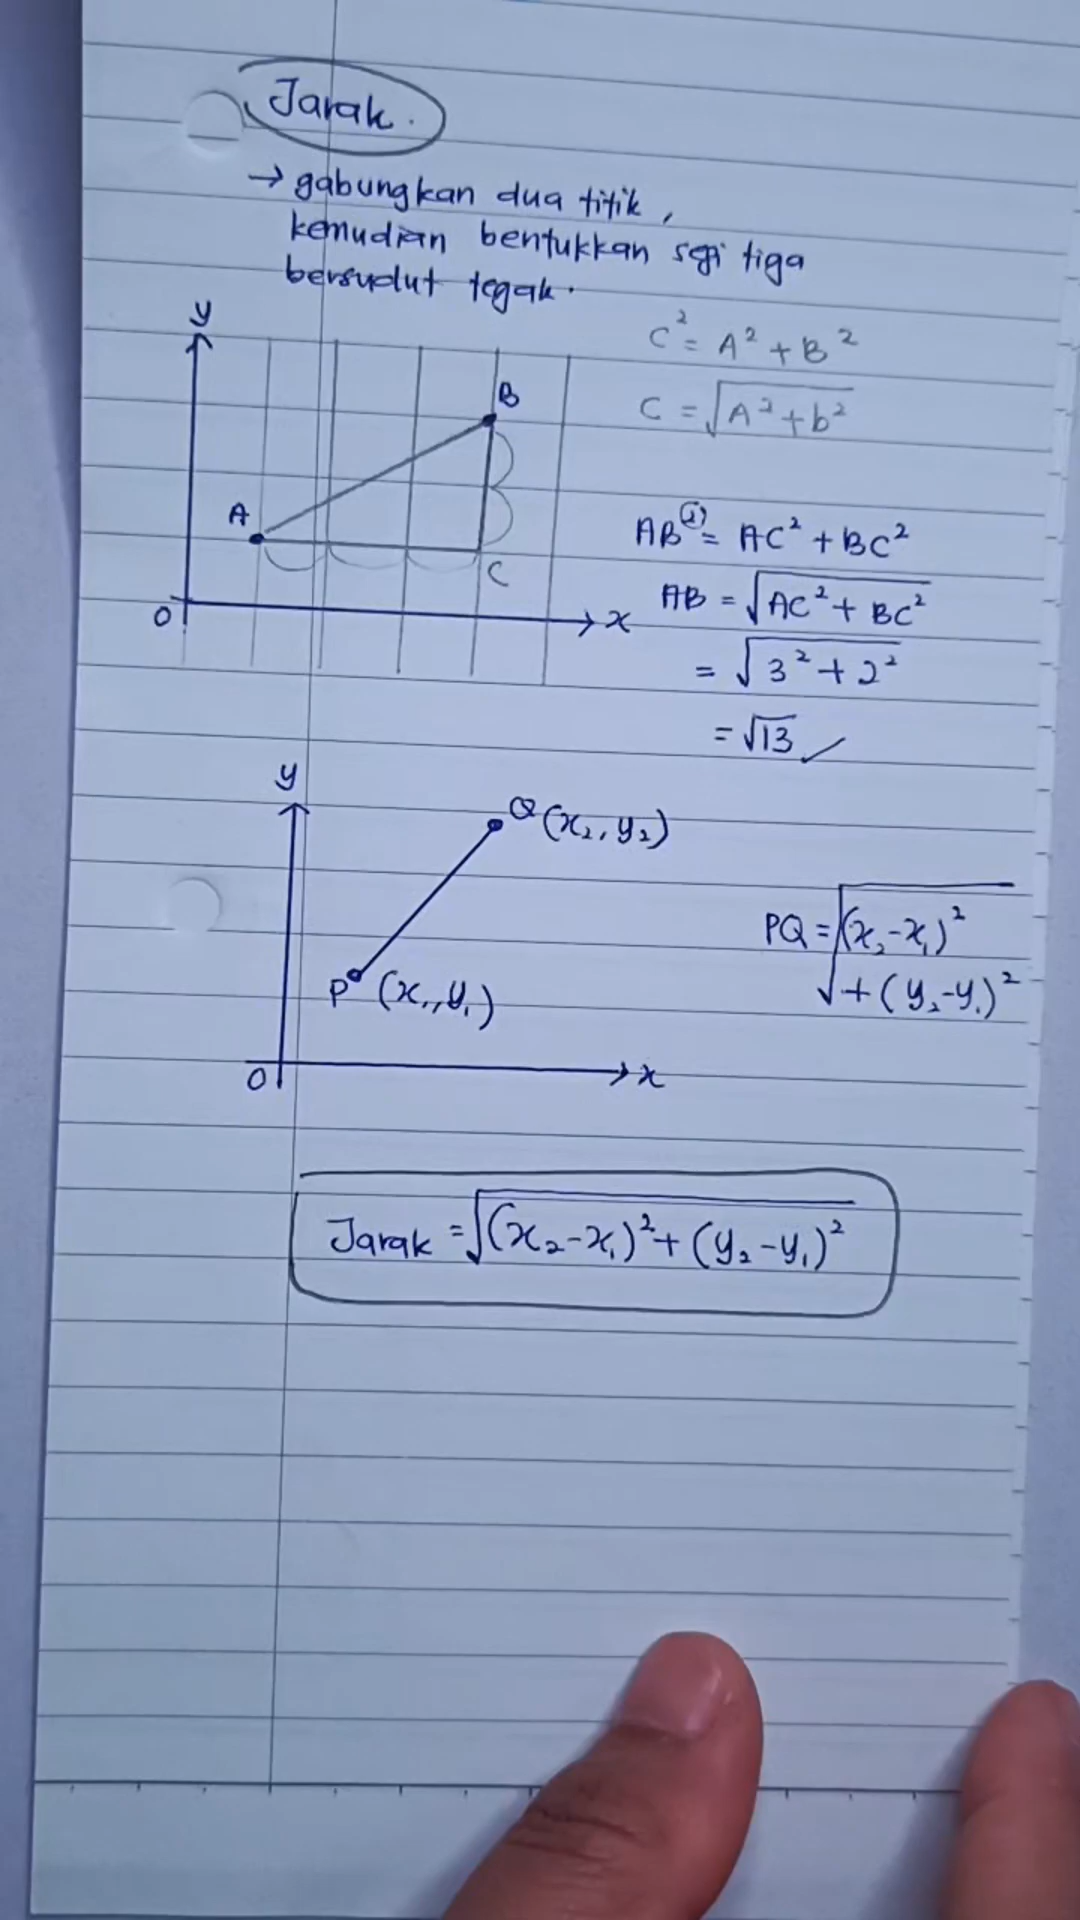 Jarak.
→ gabungkan dua titik,
kemudian bentukkan segi tiga
bersudut tegak.
y
C² = A² + B²
C = √A² + b²
B
A
C
O
x
AB² = AC² + BC²
AB = √AC² + BC²
= √3² + 2²
= √13 ✓
y
Q (x₂, y₂)
P (x₁, y₁)
PQ = √(x₂-x₁)²
+ (y₂-y₁)²
O
x
Jarak = √(x₂-x₁)² + (y₂-y₁)²